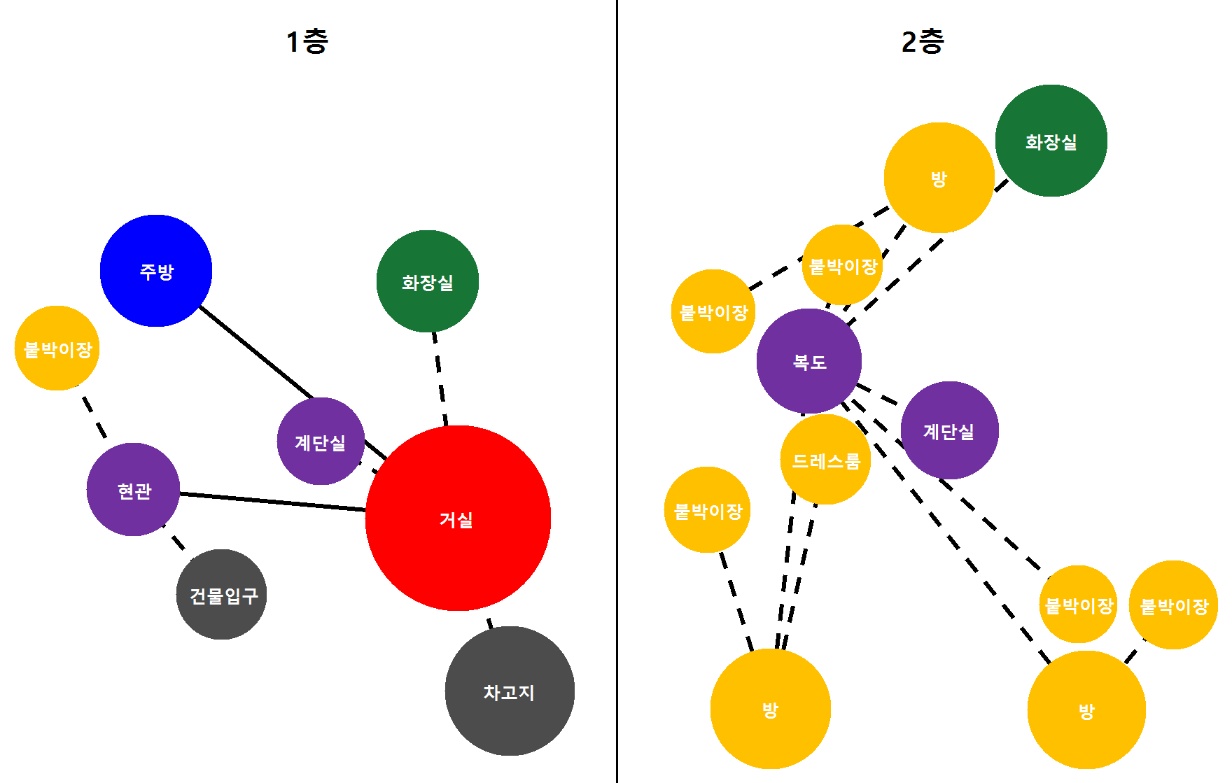 1층
주방
화장실
붙박이장
계단실
현관
거실
건물입구
차고지
2층
화장실
방
붙박이장
붙박이장
복도
계단실
드레스룸
붙박이장
붙박이장
붙박이장
방
방